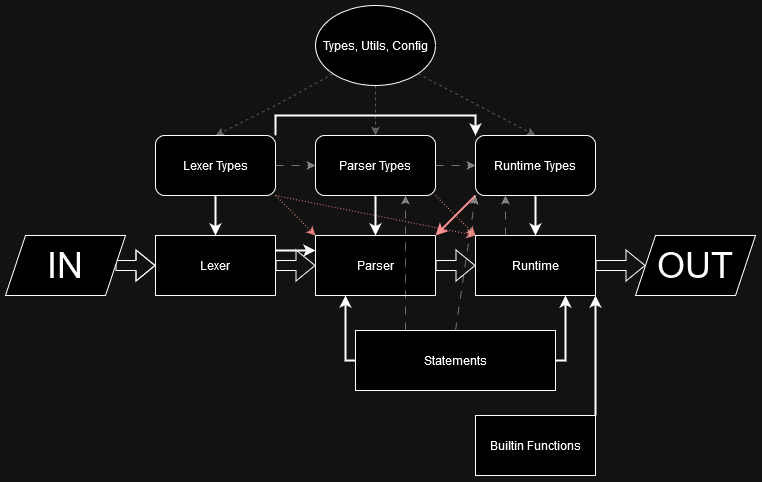 Types, Utils, Config
Lexer Types
Parser Types
Runtime Types
IN
Lexer
Parser
Runtime
OUT
Statements
Builtin Functions